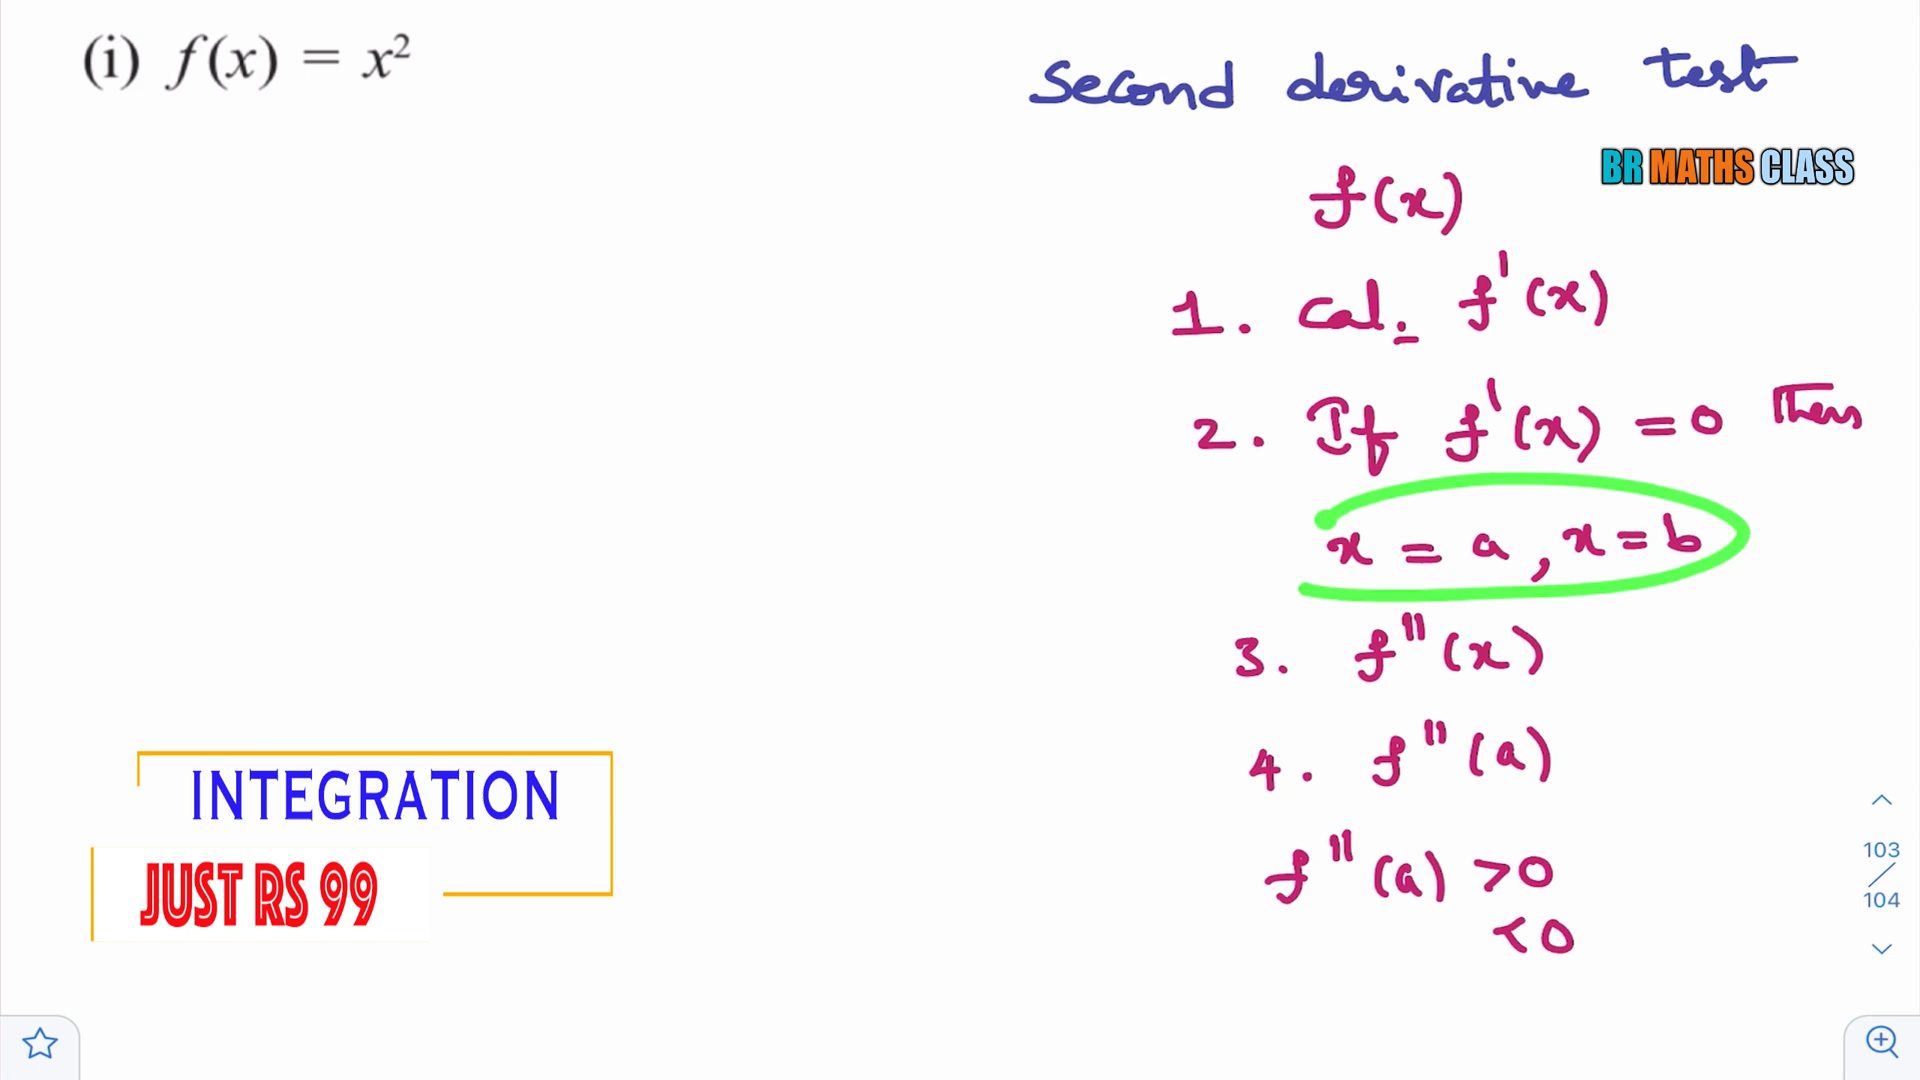 (i) f(x) = x²
Second derivative test
BR MATHS CLASS
f(x)
1. Cal. f'(x)
2. If f'(x) = 0 Then
x = a, x = b
3. f''(x)
4. f''(a)
f''(a) >0
<0
INTEGRATION
JUST RS 99
103
/
104